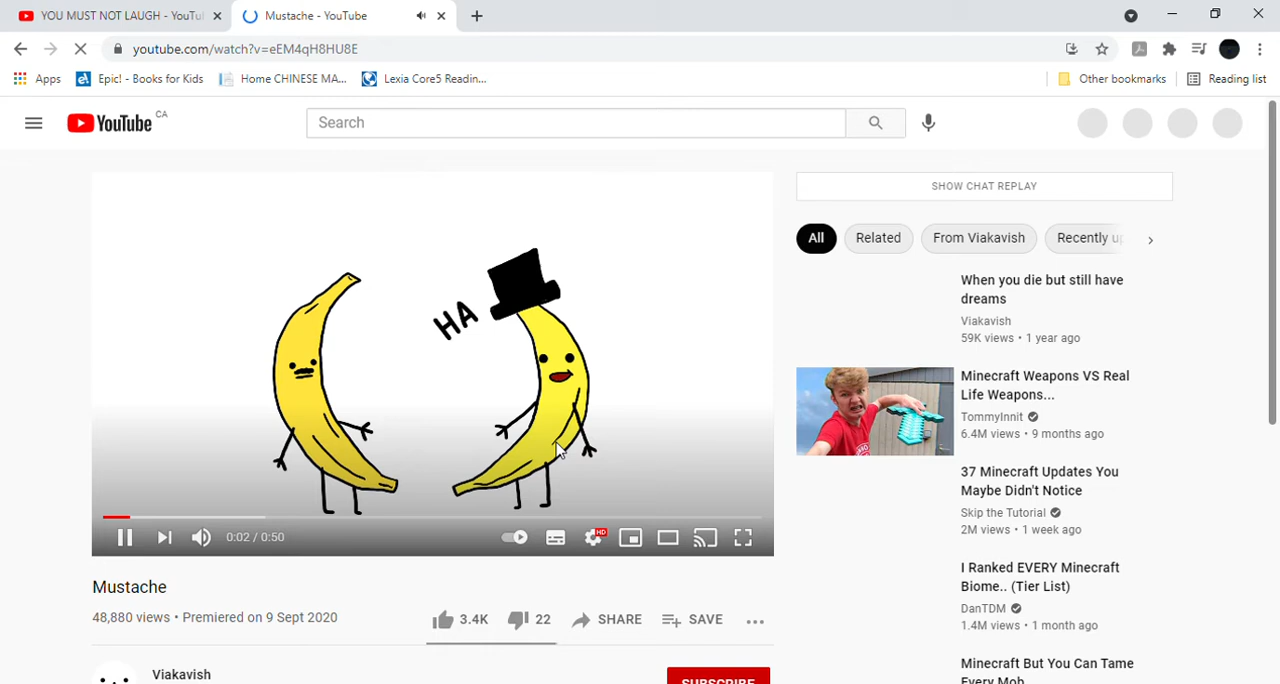 YOU MUST NOT LAUGH - YouTu
Mustache - YouTube
youtube.com/watch?v=eEM4qH8HU8E
Apps
Epic! - Books for Kids
Home CHINESE MA...
Lexia Core5 Readin...
Other bookmarks
Reading list
YouTube CA
Search
SHOW CHAT REPLAY
All
Related
From Viakavish
Recently up
HA
When you die but still have
dreams
Viakavish
59K views • 1 year ago
Minecraft Weapons VS Real
Life Weapons...
TommyInnit
6.4M views • 9 months ago
37 Minecraft Updates You
Maybe Didn't Notice
Skip the Tutorial
2M views • 1 week ago
I Ranked EVERY Minecraft
Biome.. (Tier List)
DanTDM
1.4M views • 1 month ago
Minecraft But You Can Tame
Every Mob
0:02 / 0:50
HD
Mustache
48,880 views • Premiered on 9 Sept 2020
3.4K
22
SHARE
SAVE
Viakavish
SUBSCRIBE